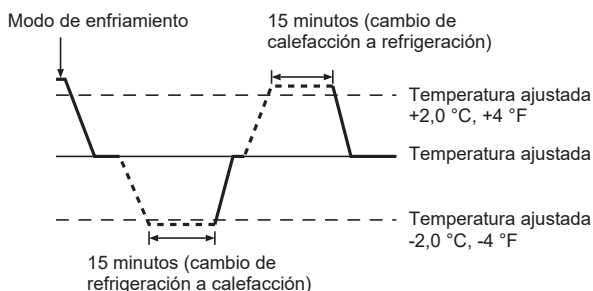 Modo de enfriamiento
15 minutos (cambio de
calefacción a refrigeración)
Temperatura ajustada
+2,0 °C, +4 °F
Temperatura ajustada
Temperatura ajustada
-2,0 °C, -4 °F
15 minutos (cambio de
refrigeración a calefacción)